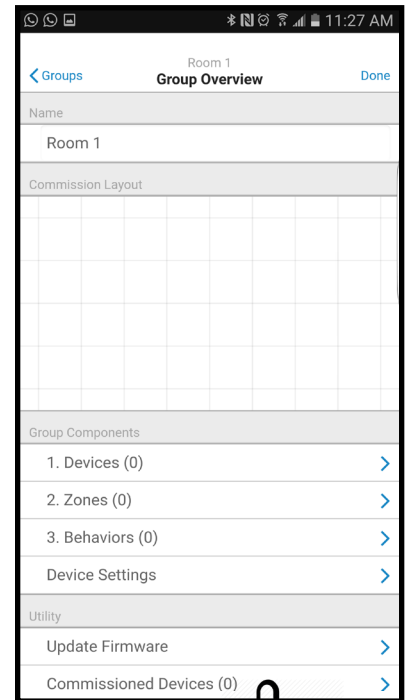 11:27 AM
Room 1
Groups
Group Overview
Done
Name
Room 1
Commission Layout
Group Components
1. Devices (0)
2. Zones (0)
3. Behaviors (0)
Device Settings
Utility
Update Firmware
Commissioned Devices (0)